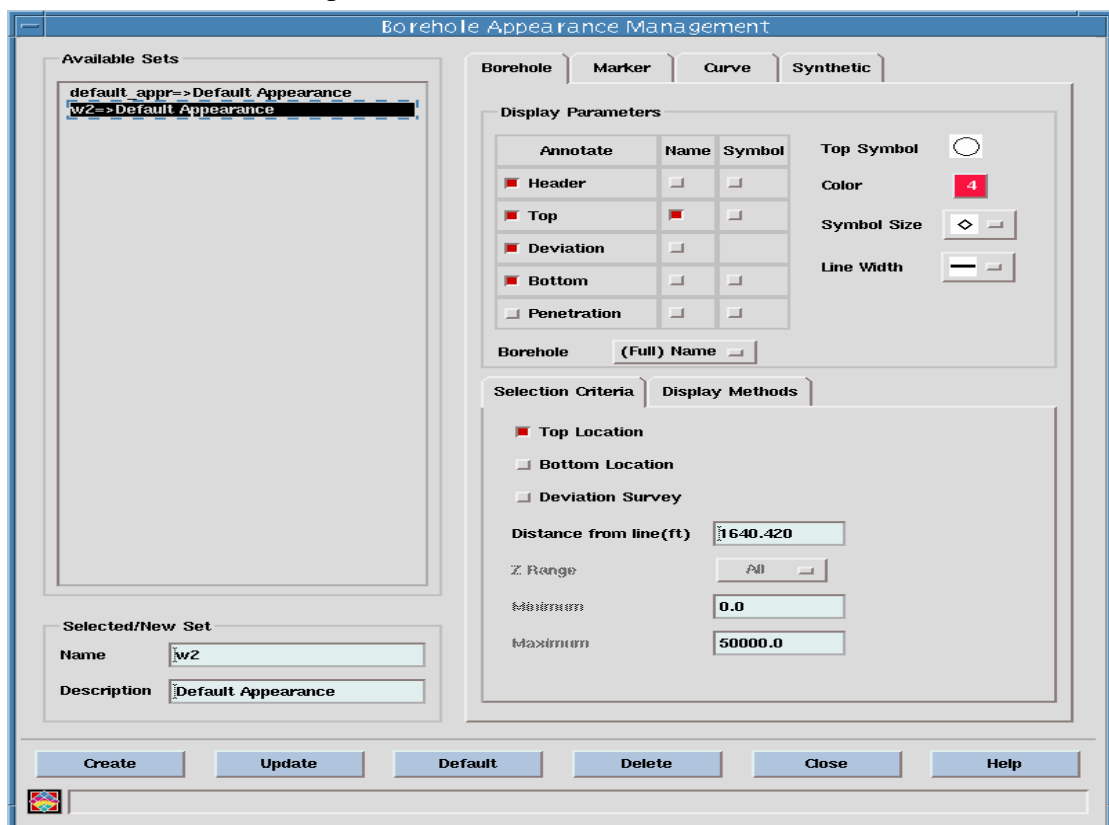 Borehole Appearance Management
Available Sets
default_appr=>Default Appearance
w2=>Default Appearance
Selected/New Set
Name w2
Description Default Appearance
Borehole Marker Curve Synthetic
Display Parameters
Annotate Name Symbol
Header
Top
Deviation
Bottom
Penetration
Top Symbol
Color 4
Symbol Size
Line Width
Borehole (Full) Name
Selection Criteria Display Methods
Top Location
Bottom Location
Deviation Survey
Distance from line(ft) 1640.420
Z Range All
Minimum 0.0
Maximum 50000.0
Create Update Default Delete Close Help